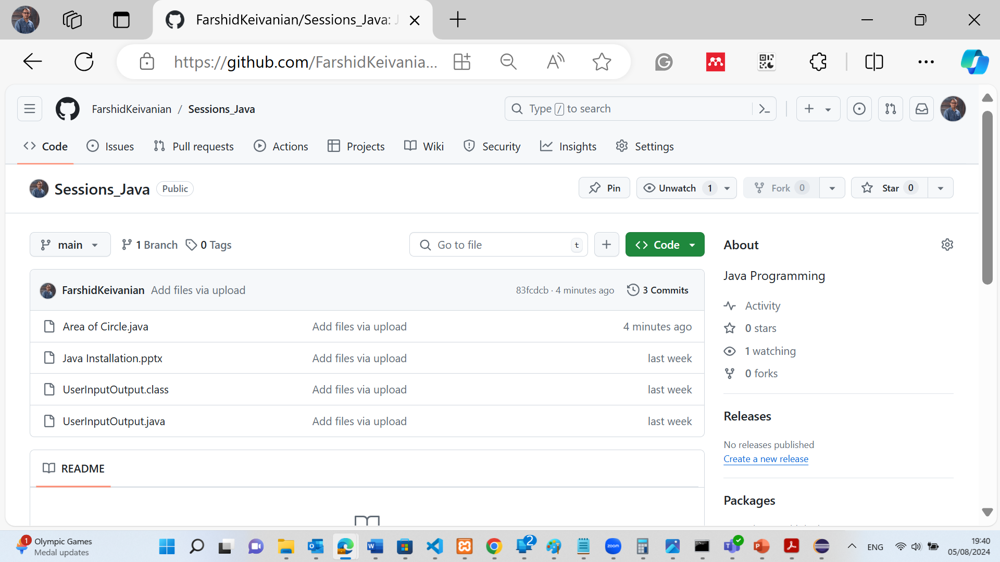 FarshidKeivanian/Sessions_Java: J
https://github.com/FarshidKeivania...
FarshidKeivanian / Sessions_Java
Type / to search
Code Issues Pull requests Actions Projects Wiki Security Insights Settings
Sessions_Java Public
Pin Unwatch 1 Fork 0 Star 0
main 1 Branch 0 Tags
Go to file t Code
FarshidKeivanian Add files via upload 83fcdcb · 4 minutes ago 3 Commits
Area of Circle.java Add files via upload 4 minutes ago
Java Installation.pptx Add files via upload last week
UserInputOutput.class Add files via upload last week
UserInputOutput.java Add files via upload last week
README
About
Java Programming
Activity
0 stars
1 watching
0 forks
Releases
No releases published
Create a new release
Packages
1 Olympic Games
Medal updates
2
zoom
ENG
19:40
05/08/2024